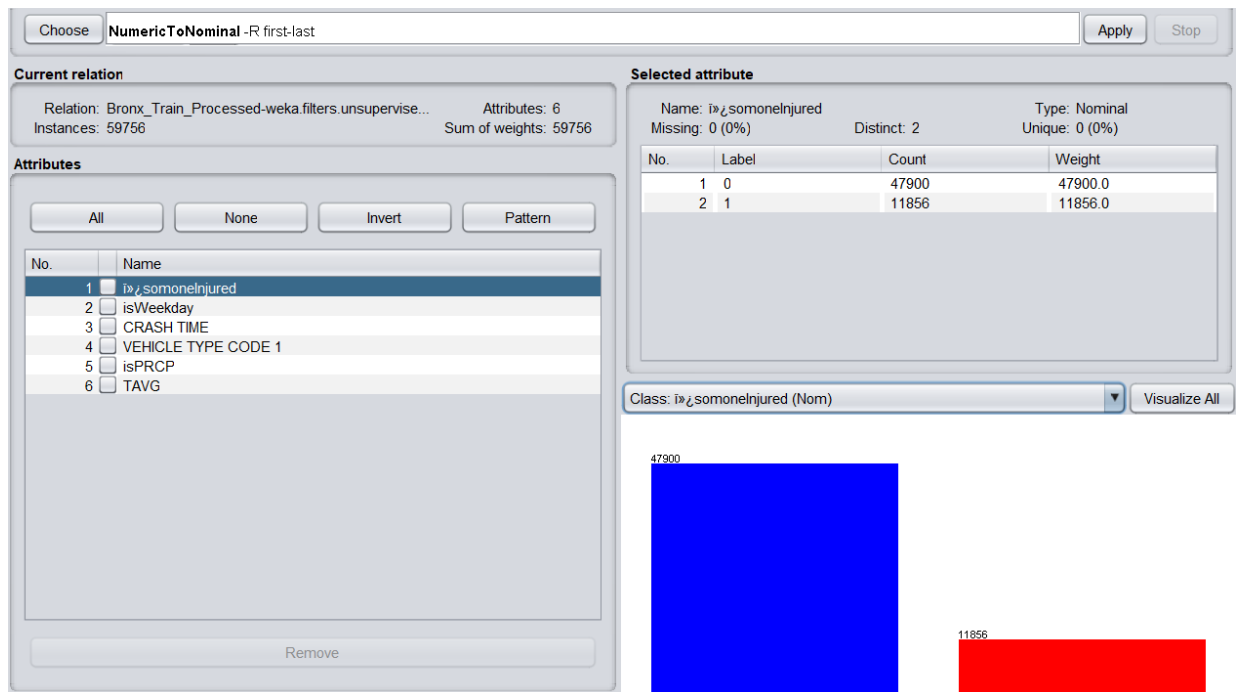 Choose NumericToNominal -R first-last Apply Stop
Current relation
Relation: Bronx_Train_Processed-weka.filters.unsupervise... Attributes: 6
Instances: 59756 Sum of weights: 59756
Attributes
All None Invert Pattern
No. Name
1 ï»¿somoneInjured
2 isWeekday
3 CRASH TIME
4 VEHICLE TYPE CODE 1
5 isPRCP
6 TAVG
Remove
Selected attribute
Name: ï»¿somoneInjured Type: Nominal
Missing: 0 (0%) Distinct: 2 Unique: 0 (0%)
No. Label Count Weight
1 0 47900 47900.0
2 1 11856 11856.0
Class: ï»¿somoneInjured (Nom) Visualize All
47900
11856